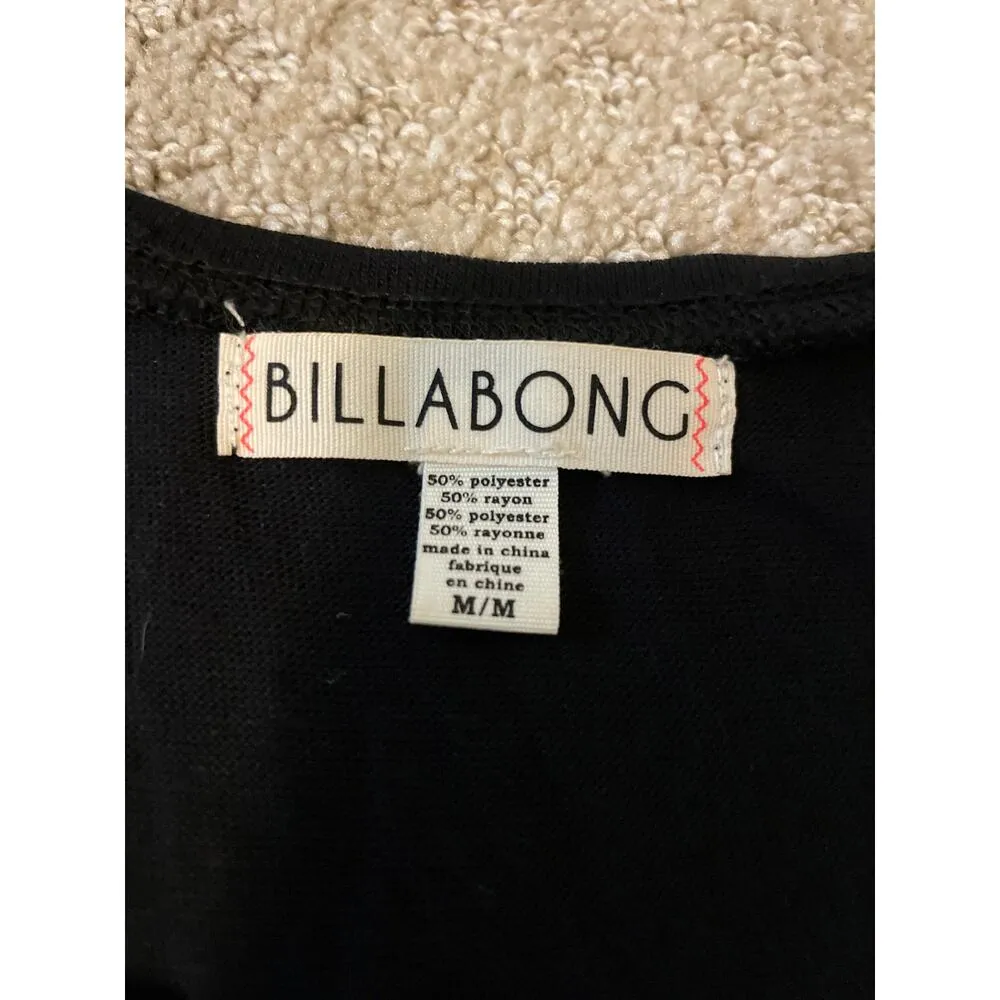 BILLABONG
50% polyester
50% rayon
50% polyester
50% rayonne
made in china
fabrique
en chine
M/M